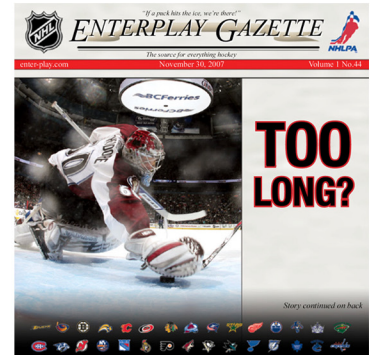 "If a puck hits the ice, we're there!"
NHL
ENTERPLAY GAZETTE
NHLPA
The source for everything hockey
enter-play.com November 30, 2007 Volume 1 No.44
BCFerries
BCFerries
TOO
LONG?
Story continued on back